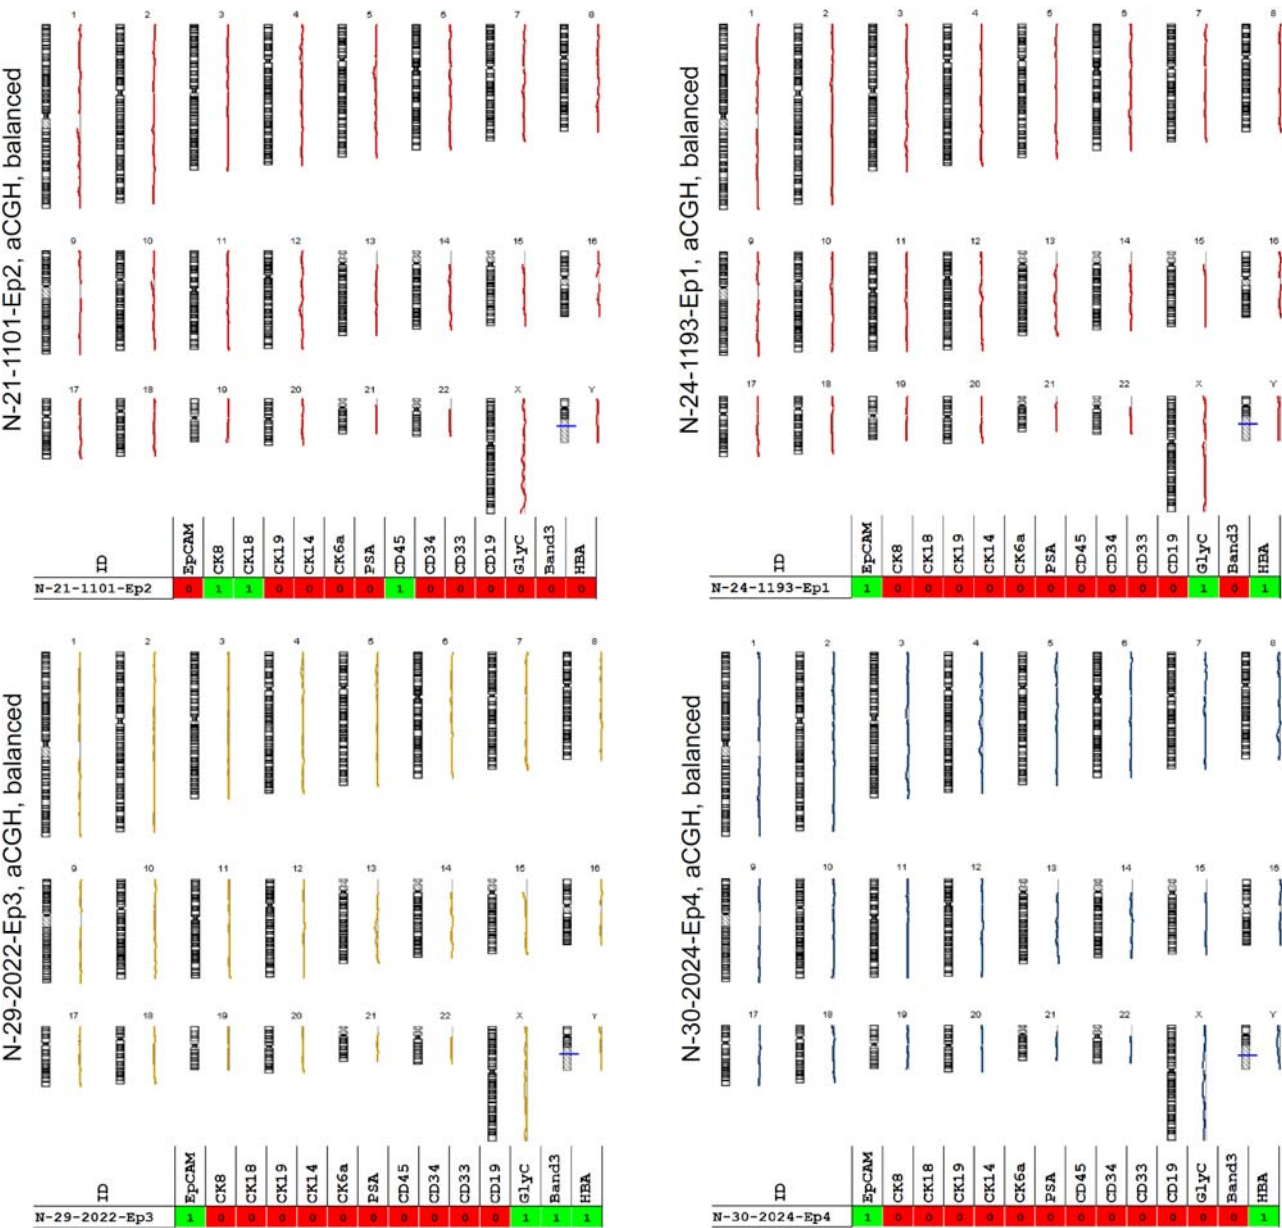 N-21-1101-Ep2, aCGH, balanced
1 2 3 4 5 6 7 8
9 10 11 12 13 14 15 16
17 18 19 20 21 22 X Y
ID EpCAM CK8 CK18 CK19 CK14 CK6a PSA CD45 CD34 CD33 CD19 GlyC Band3 HBA
N-21-1101-Ep2 0 1 1 0 0 0 0 1 0 0 0 0 0 0
N-24-1193-Ep1, aCGH, balanced
1 2 3 4 5 6 7 8
9 10 11 12 13 14 15 16
17 18 19 20 21 22 X Y
ID EpCAM CK8 CK18 CK19 CK14 CK6a PSA CD45 CD34 CD33 CD19 GlyC Band3 HBA
N-24-1193-Ep1 1 0 0 0 0 0 0 0 0 0 0 1 0 1
N-29-2022-Ep3, aCGH, balanced
1 2 3 4 5 6 7 8
9 10 11 12 13 14 15 16
17 18 19 20 21 22 X Y
ID EpCAM CK8 CK18 CK19 CK14 CK6a PSA CD45 CD34 CD33 CD19 GlyC Band3 HBA
N-29-2022-Ep3 1 0 0 0 0 0 0 0 0 0 0 1 1 1
N-30-2024-Ep4, aCGH, balanced
1 2 3 4 5 6 7 8
9 10 11 12 13 14 15 16
17 18 19 20 21 22 X Y
ID EpCAM CK8 CK18 CK19 CK14 CK6a PSA CD45 CD34 CD33 CD19 GlyC Band3 HBA
N-30-2024-Ep4 1 0 0 0 0 0 0 0 0 0 0 0 0 1